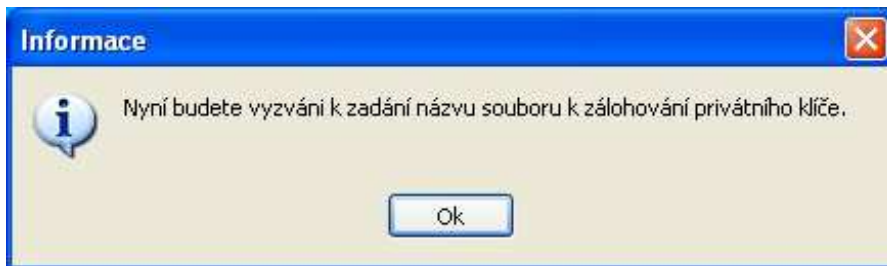 Informace
Nyní budete vyzváni k zadání názvu souboru k zálohování privátního klíče.
Ok